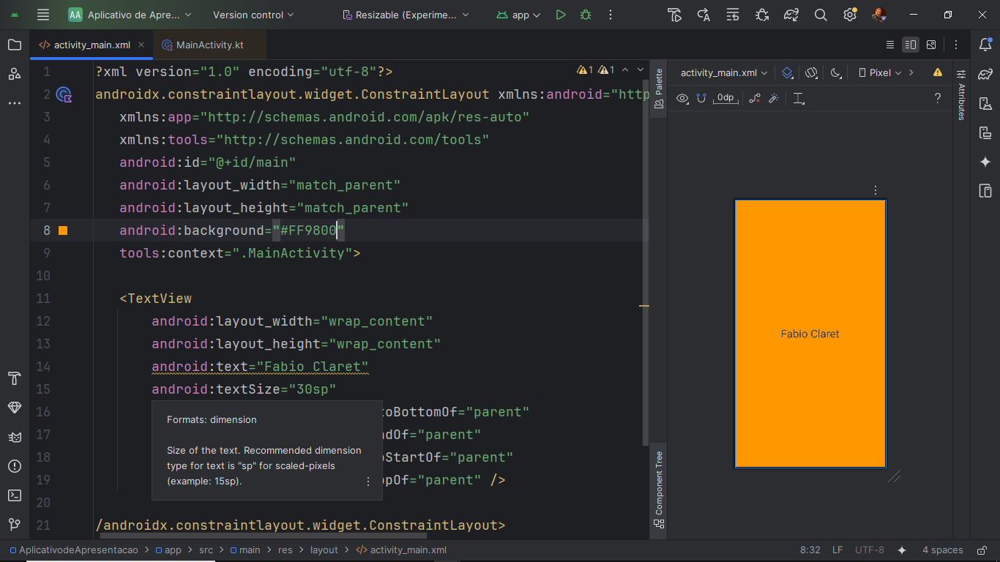 AA Aplicativo de Apre... Version control Resizable (Experime... app
activity_main.xml MainActivity.kt
1 ?xml version="1.0" encoding="utf-8"?> 1 1
2 androidx.constraintlayout.widget.ConstraintLayout xmlns:android="http
3 xmlns:app="http://schemas.android.com/apk/res-auto"
4 xmlns:tools="http://schemas.android.com/tools"
5 android:id="@+id/main"
6 android:layout_width="match_parent"
7 android:layout_height="match_parent"
8 android:background="#FF9800"
9 tools:context=".MainActivity">
10
11 <TextView
12 android:layout_width="wrap_content"
13 android:layout_height="wrap_content"
14 android:text="Fabio Claret"
15 android:textSize="30sp"
16 toBottomOf="parent"
17 ndOf="parent"
18 oStartOf="parent"
19 opOf="parent" />
20
21 /androidx.constraintlayout.widget.ConstraintLayout>
Formats: dimension
Size of the text. Recommended dimension
type for text is "sp" for scaled-pixels
(example: 15sp).
Palette
Component Tree
activity_main.xml Pixel
0dp ?
Attributes
Fabio Claret
AplicativodeApresentacao > app > src > main > res > layout > activity_main.xml 8:32 LF UTF-8 4 spaces